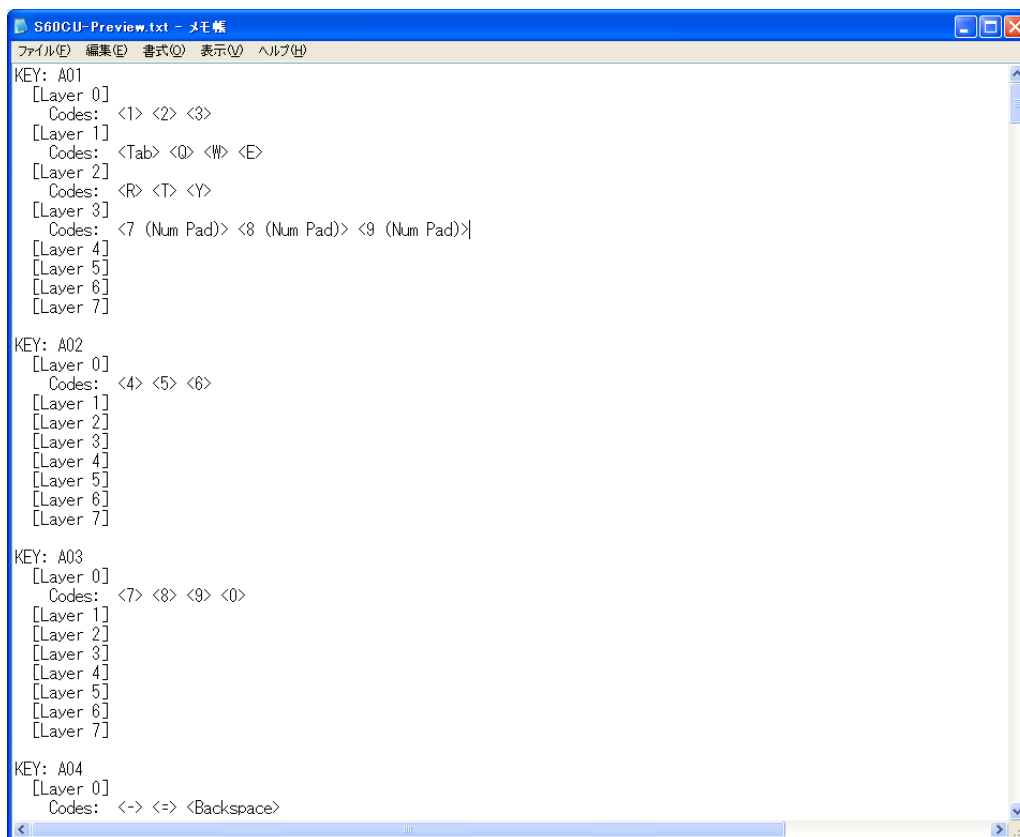 S60CU-Preview.txt - メモ帳
ファイル(F) 編集(E) 書式(O) 表示(V) ヘルプ(H)
KEY: A01
[Layer 0]
Codes: <1> <2> <3>
[Layer 1]
Codes: <Tab> <Q> <W> <E>
[Layer 2]
Codes: <R> <T> <Y>
[Layer 3]
Codes: <7 (Num Pad)> <8 (Num Pad)> <9 (Num Pad)>
[Layer 4]
[Layer 5]
[Layer 6]
[Layer 7]
KEY: A02
[Layer 0]
Codes: <4> <5> <6>
[Layer 1]
[Layer 2]
[Layer 3]
[Layer 4]
[Layer 5]
[Layer 6]
[Layer 7]
KEY: A03
[Layer 0]
Codes: <7> <8> <9> <0>
[Layer 1]
[Layer 2]
[Layer 3]
[Layer 4]
[Layer 5]
[Layer 6]
[Layer 7]
KEY: A04
[Layer 0]
Codes: <-> <=> <Backspace>